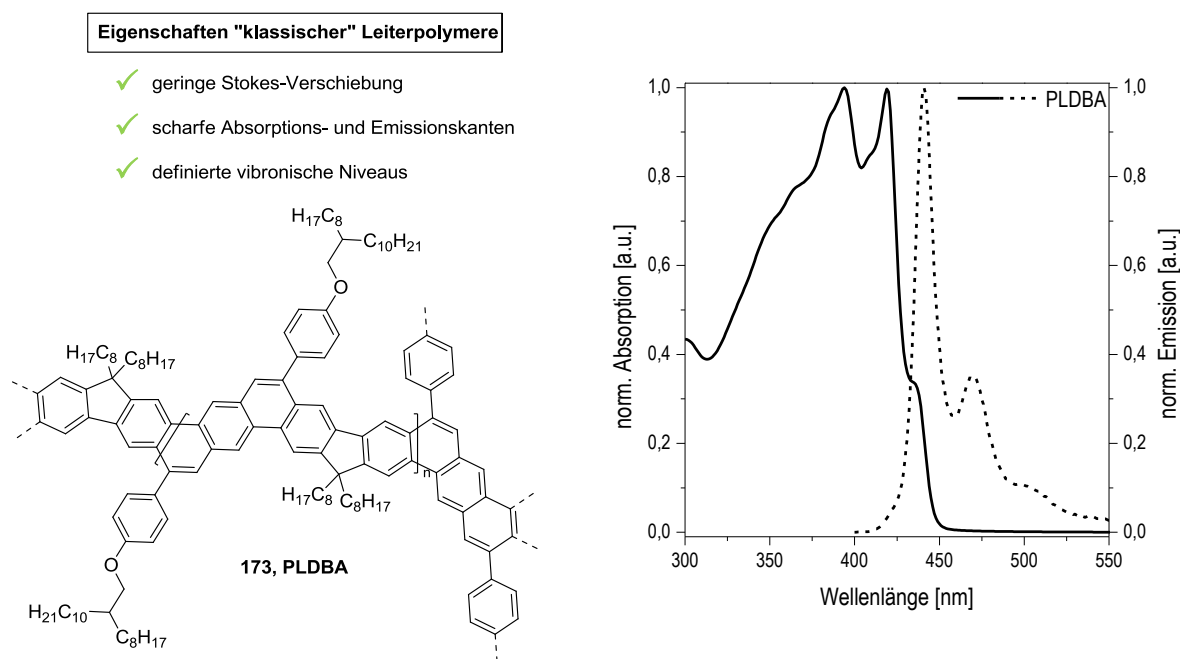 Eigenschaften "klassischer" Leiterpolymere
✓ geringe Stokes-Verschiebung
✓ scharfe Absorptions- und Emissionskanten
✓ definierte vibronische Niveaus
H₁₇C₈
C₁₀H₂₁
O
H₁₇C₈
C₈H₁₇
n
H₁₇C₈
C₈H₁₇
O
173, PLDBA
H₂₁C₁₀
C₈H₁₇
PLDBA
1,0
0,8
0,6
0,4
0,2
0,0
norm. Absorption [a.u.]
1,0
0,8
0,6
0,4
0,2
0,0
norm. Emission [a.u.]
300 350 400 450 500 550
Wellenlänge [nm]